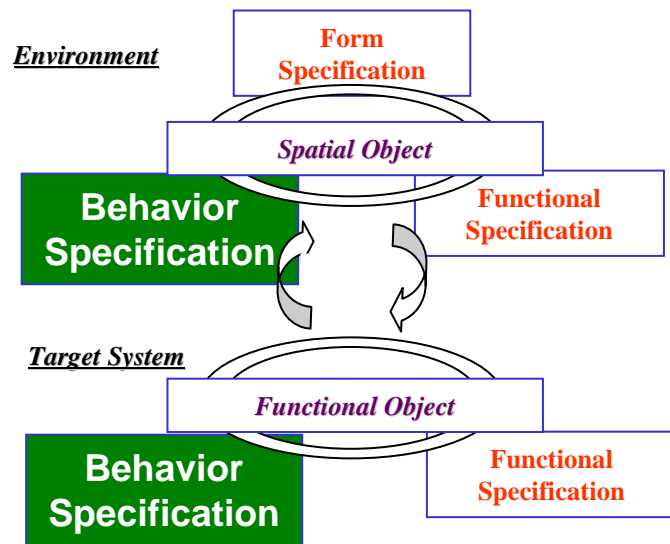 Environment
Form
Specification
Spatial Object
Behavior
Specification
Functional
Specification
Target System
Functional Object
Behavior
Specification
Functional
Specification